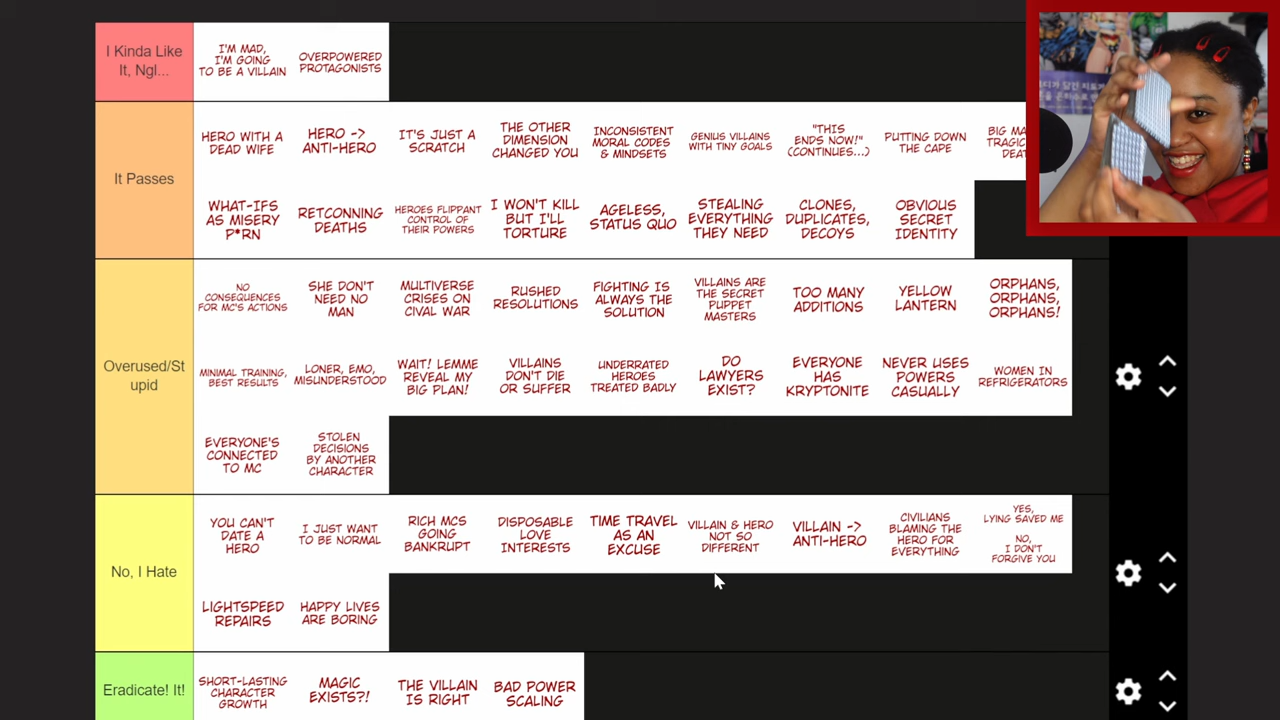 I Kinda Like
It, Ngl...
I'M MAD,
I'M GOING
TO BE A VILLAIN
OVERPOWERED
PROTAGONISTS
It Passes
HERO WITH A
DEAD WIFE
HERO ->
ANTI-HERO
IT'S JUST A
SCRATCH
THE OTHER
DIMENSION
CHANGED YOU
INCONSISTENT
MORAL CODES
& MINDSETS
GENIUS VILLAINS
WITH TINY GOALS
"THIS
ENDS NOW!"
(CONTINUES...)
PUTTING DOWN
THE CAPE
BIG MA
TRAGIC
DEAT
WHAT-IFS
AS MISERY
P*RN
RETCONNING
DEATHS
HEROES FLIPPANT
CONTROL OF
THEIR POWERS
I WON'T KILL
BUT I'LL
TORTURE
AGELESS,
STATUS QUO
STEALING
EVERYTHING
THEY NEED
CLONES,
DUPLICATES,
DECOYS
OBVIOUS
SECRET
IDENTITY
Overused/St
upid
NO
CONSEQUENCES
FOR MC'S ACTIONS
SHE DON'T
NEED NO
MAN
MULTIVERSE
CRISES ON
CIVAL WAR
RUSHED
RESOLUTIONS
FIGHTING IS
ALWAYS THE
SOLUTION
VILLAINS ARE
THE SECRET
PUPPET
MASTERS
TOO MANY
ADDITIONS
YELLOW
LANTERN
ORPHANS,
ORPHANS,
ORPHANS!
MINIMAL TRAINING,
BEST RESULTS
LONER, EMO,
MISUNDERSTOOD
WAIT! LEMME
REVEAL MY
BIG PLAN!
VILLAINS
DON'T DIE
OR SUFFER
UNDERRATED
HEROES
TREATED BADLY
DO
LAWYERS
EXIST?
EVERYONE
HAS
KRYPTONITE
NEVER USES
POWERS
CASUALLY
WOMEN IN
REFRIGERATORS
EVERYONE'S
CONNECTED
TO MC
STOLEN
DECISIONS
BY ANOTHER
CHARACTER
No, I Hate
YOU CAN'T
DATE A
HERO
I JUST WANT
TO BE NORMAL
RICH MCS
GOING
BANKRUPT
DISPOSABLE
LOVE
INTERESTS
TIME TRAVEL
AS AN
EXCUSE
VILLAIN & HERO
NOT SO
DIFFERENT
VILLAIN ->
ANTI-HERO
CIVILIANS
BLAMING THE
HERO FOR
EVERYTHING
YES,
LYING SAVED ME
NO,
I DON'T
FORGIVE YOU
LIGHTSPEED
REPAIRS
HAPPY LIVES
ARE BORING
Eradicate! It!
SHORT-LASTING
CHARACTER
GROWTH
MAGIC
EXISTS?!
THE VILLAIN
IS RIGHT
BAD POWER
SCALING